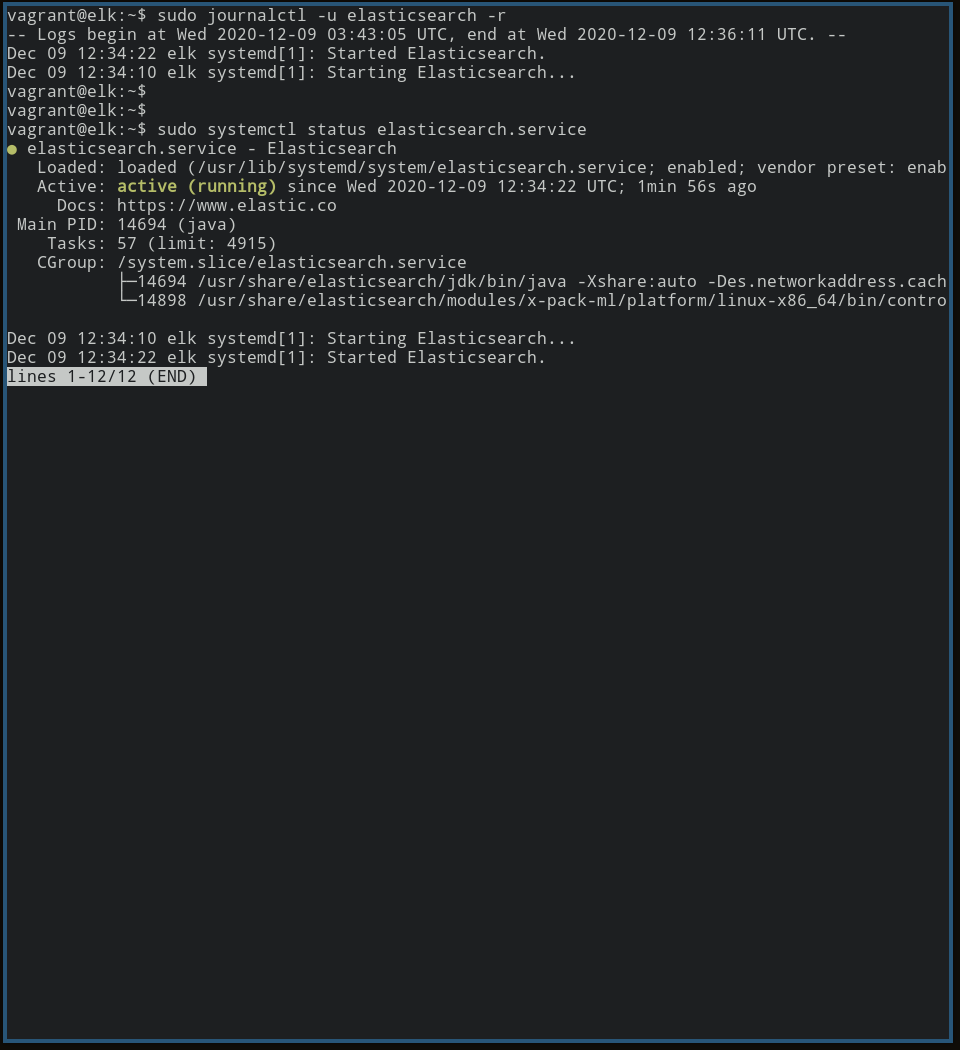 vagrant@elk:~$ sudo journalctl -u elasticsearch -r
-- Logs begin at Wed 2020-12-09 03:43:05 UTC, end at Wed 2020-12-09 12:36:11 UTC. --
Dec 09 12:34:22 elk systemd[1]: Started Elasticsearch.
Dec 09 12:34:10 elk systemd[1]: Starting Elasticsearch...
vagrant@elk:~$
vagrant@elk:~$
vagrant@elk:~$ sudo systemctl status elasticsearch.service
● elasticsearch.service - Elasticsearch
   Loaded: loaded (/usr/lib/systemd/system/elasticsearch.service; enabled; vendor preset: enab
   Active: active (running) since Wed 2020-12-09 12:34:22 UTC; 1min 56s ago
     Docs: https://www.elastic.co
 Main PID: 14694 (java)
    Tasks: 57 (limit: 4915)
   CGroup: /system.slice/elasticsearch.service
           ├─14694 /usr/share/elasticsearch/jdk/bin/java -Xshare:auto -Des.networkaddress.cach
           └─14898 /usr/share/elasticsearch/modules/x-pack-ml/platform/linux-x86_64/bin/contro

Dec 09 12:34:10 elk systemd[1]: Starting Elasticsearch...
Dec 09 12:34:22 elk systemd[1]: Started Elasticsearch.
lines 1-12/12 (END)